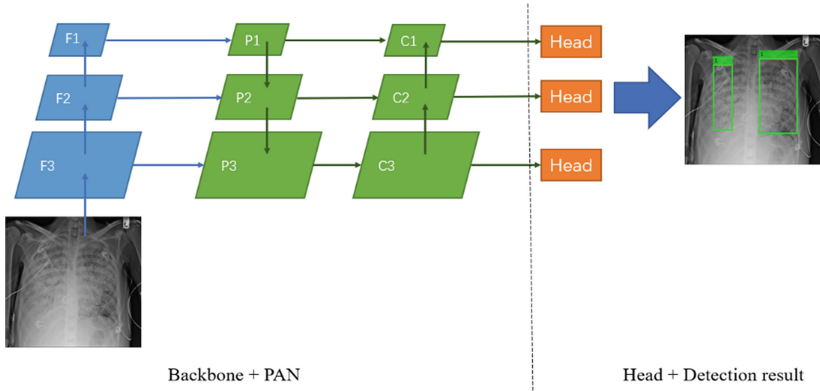 F1 P1 C1 Head
F2 P2 C2 Head
F3 P3 C3 Head
Backbone + PAN
Head + Detection result